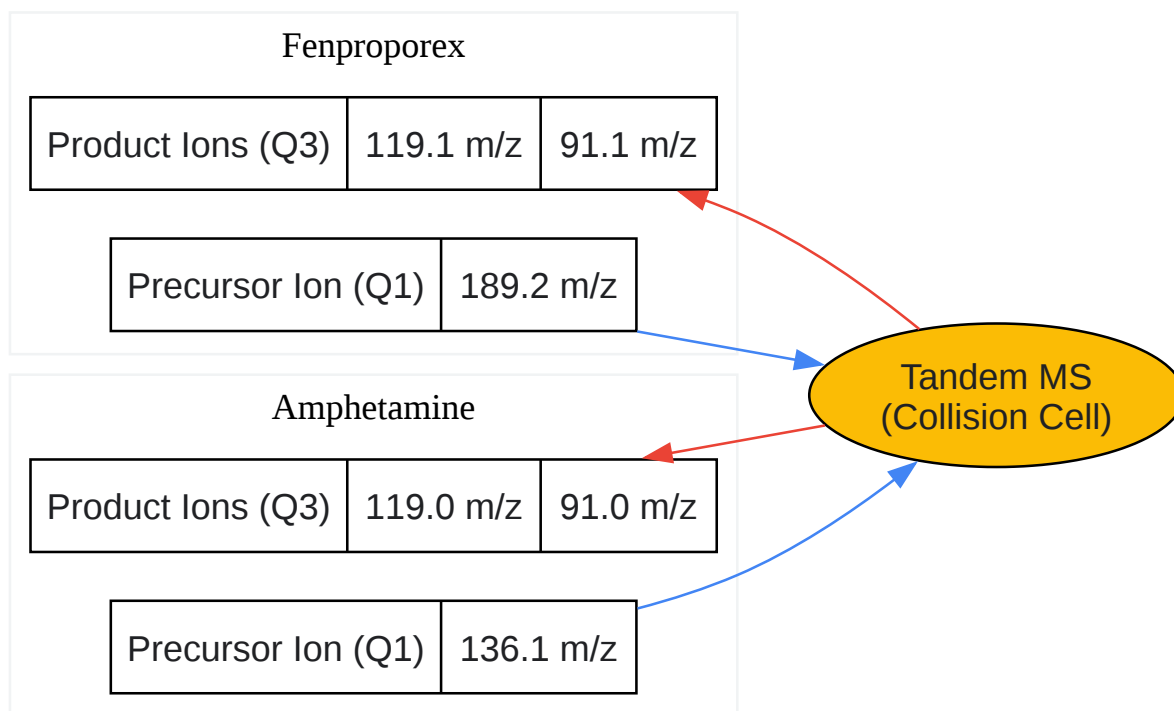 Fenproporex
Product Ions (Q3) 119.1 m/z 91.1 m/z
Precursor Ion (Q1) 189.2 m/z
Tandem MS
(Collision Cell)
Amphetamine
Product Ions (Q3) 119.0 m/z 91.0 m/z
Precursor Ion (Q1) 136.1 m/z